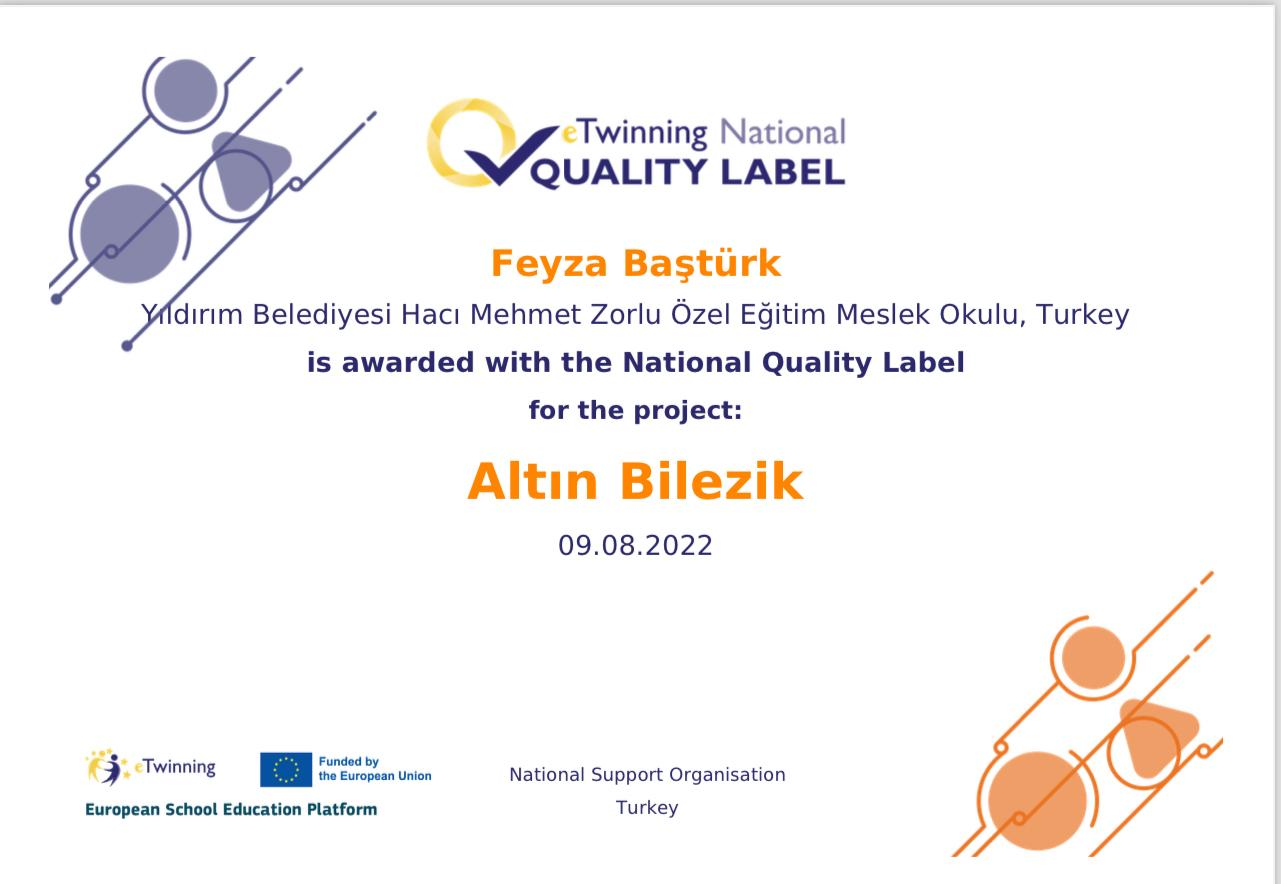 eTwinning National
QUALITY LABEL
Feyza Baştürk
Yıldırım Belediyesi Hacı Mehmet Zorlu Özel Eğitim Meslek Okulu, Turkey
is awarded with the National Quality Label
for the project:
Altın Bilezik
09.08.2022
eTwinning
Funded by
the European Union
European School Education Platform
National Support Organisation
Turkey